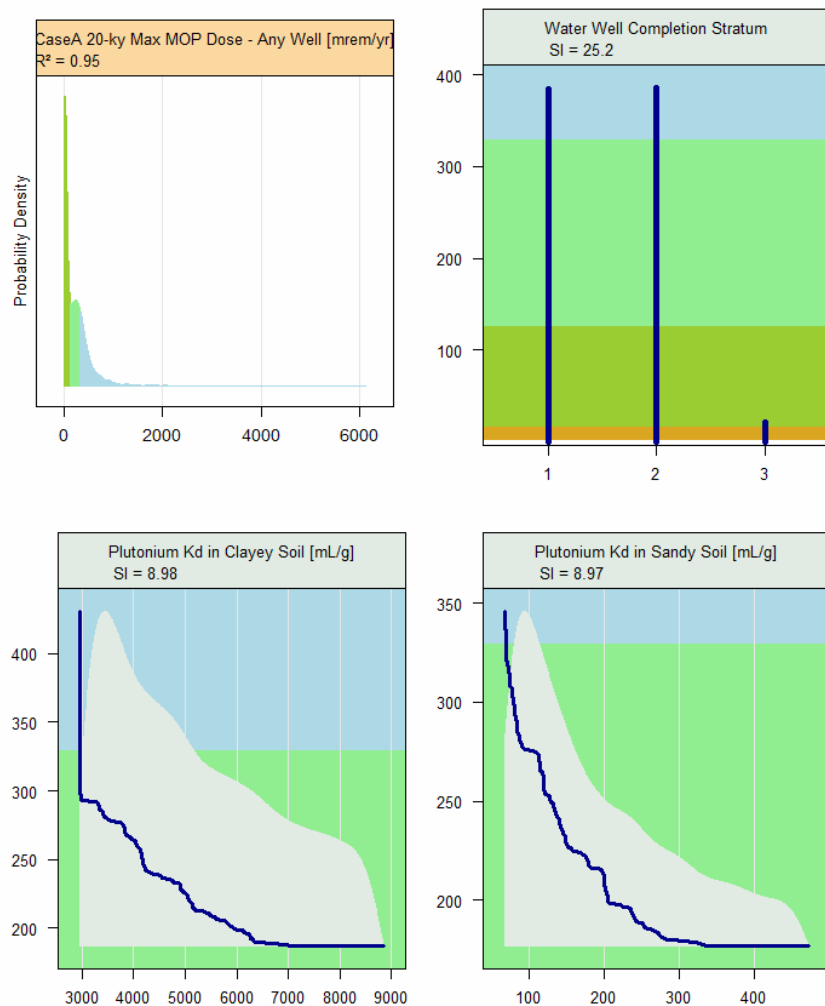 CaseA 20-ky Max MOP Dose - Any Well [mrem/yr]
R² = 0.95
Probability Density
0 2000 4000 6000
Water Well Completion Stratum
SI = 25.2
400
300
200
100
1 2 3
Plutonium Kd in Clayey Soil [mL/g]
SI = 8.98
400
350
300
250
200
3000 4000 5000 6000 7000 8000 9000
Plutonium Kd in Sandy Soil [mL/g]
SI = 8.97
350
300
250
200
100 200 300 400